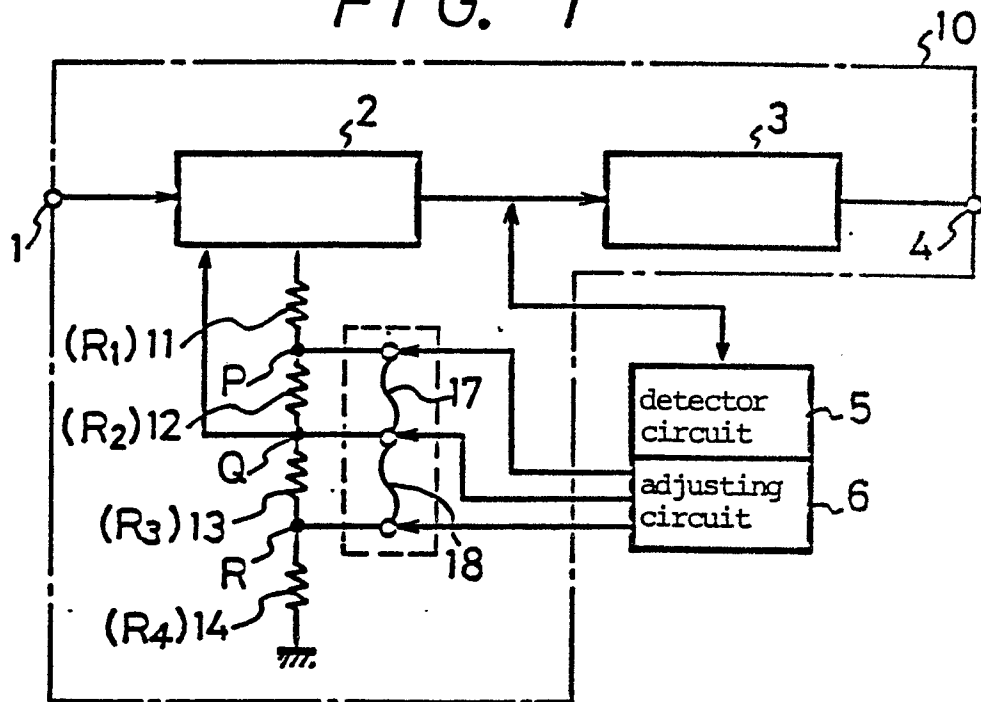 FIG. 1
10
2
3
1
4
(R1)11
P
17
(R2)12
detector
circuit
5
Q
adjusting
circuit
6
(R3)13
R
18
(R4)14